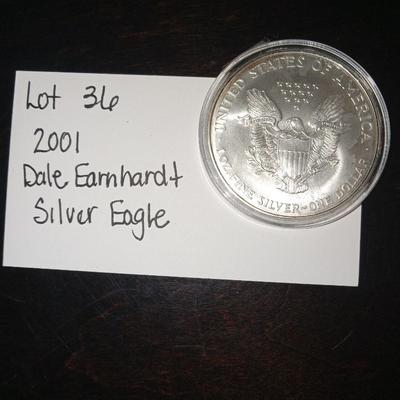 Lot 36
2001
Dale Earnhardt
Silver Eagle
UNITED STATES OF AMERICA
1 OZ. FINE SILVER~ONE DOLLAR